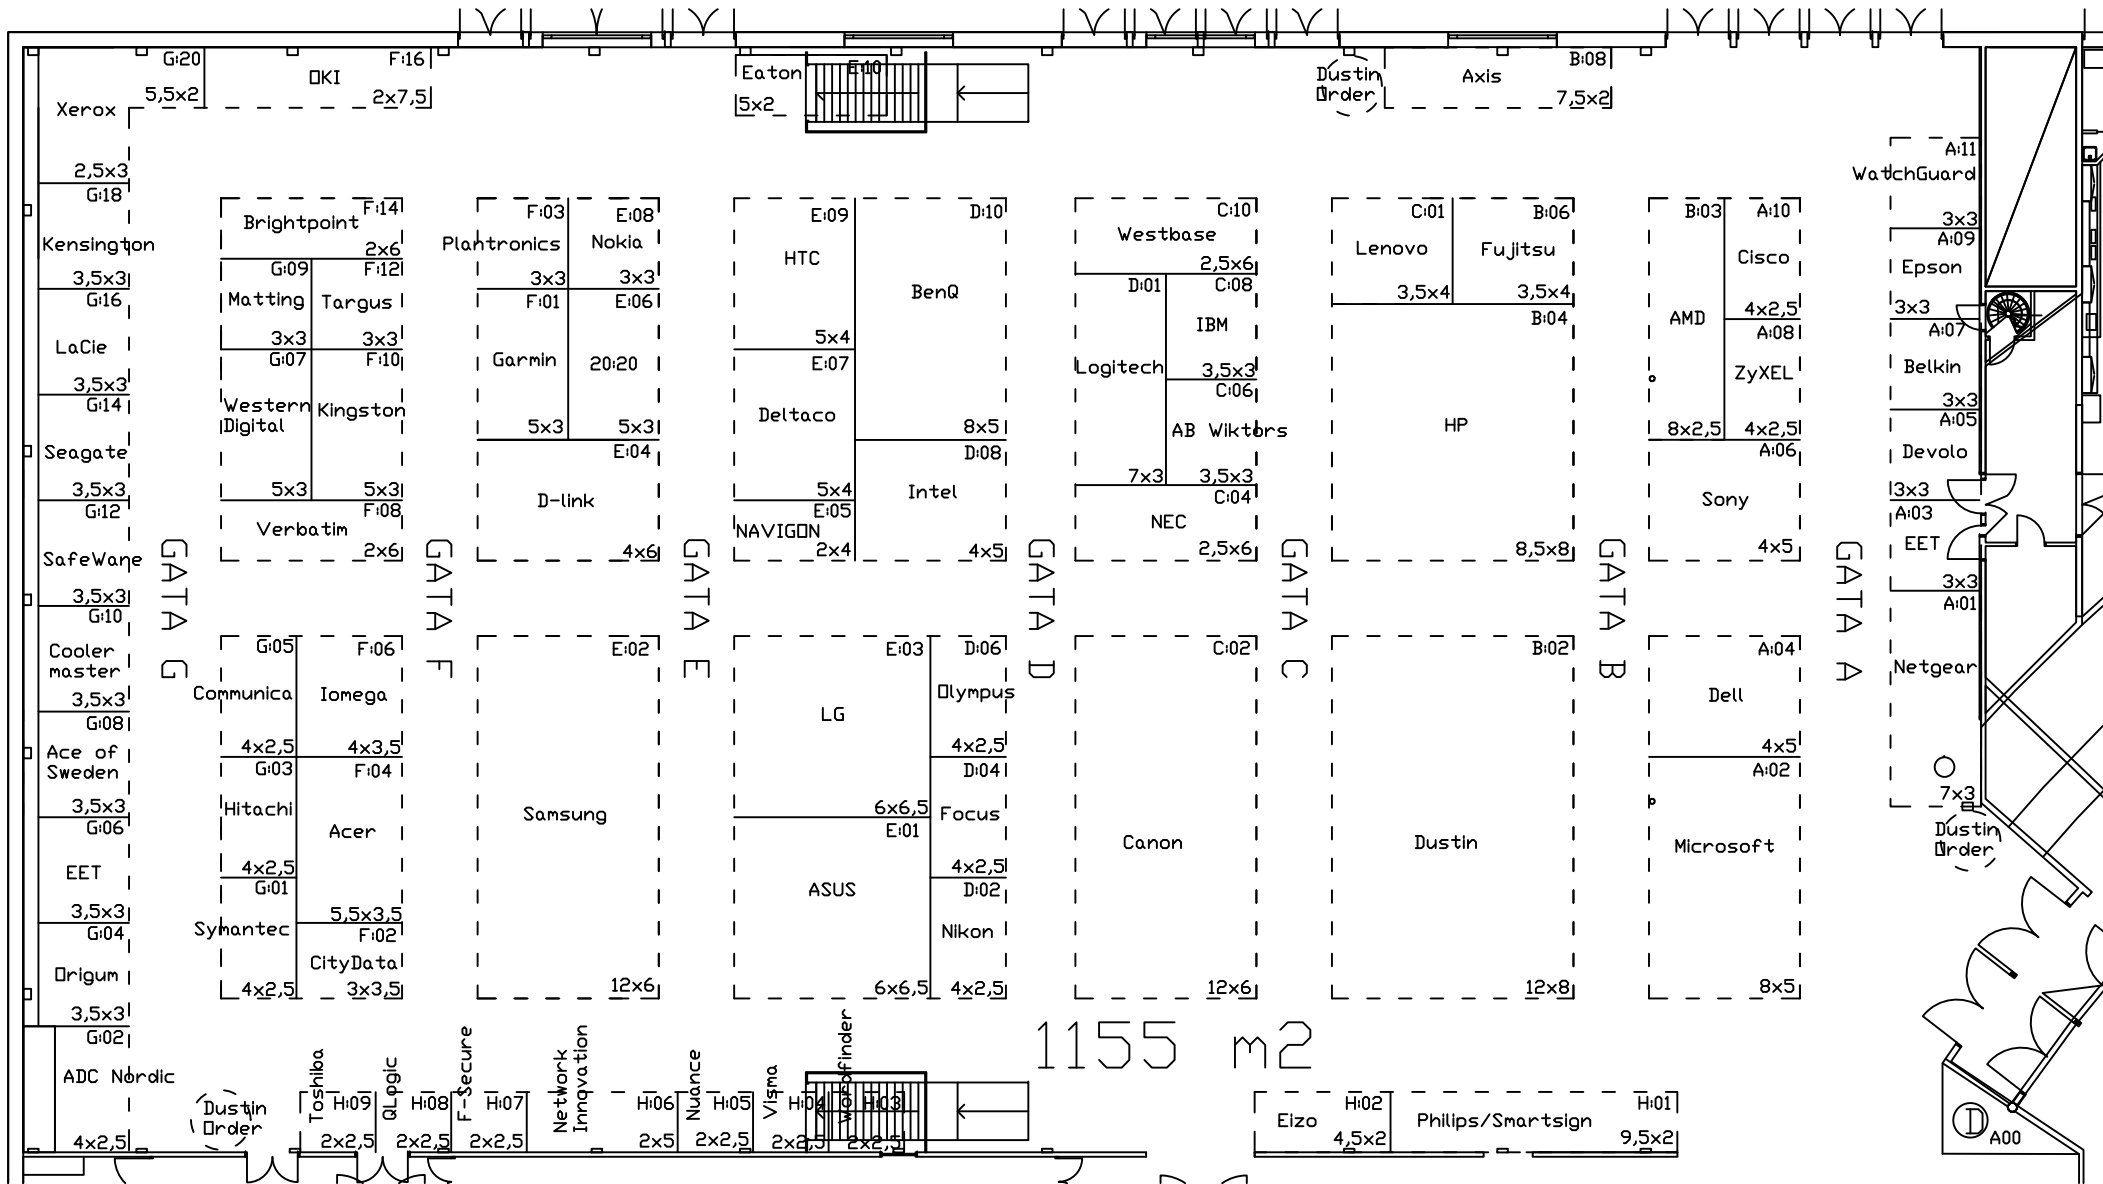 G:20
F:16
OKI
5,5x2
2x7,5
Xerox
2,5x3
G:18
Kensington
3,5x3
G:16
LaCie
3,5x3
G:14
Seagate
3,5x3
G:12
SafeWare
3,5x3
G:10
Cooler
master
3,5x3
G:08
Ace of
Sweden
3,5x3
G:06
EET
3,5x3
G:04
Origum
3,5x3
G:02
ADC Nordic
4x2,5
Eaton
E:10
5x2
Dustin
Order
B:08
Axis
7,5x2
F:14
Brightpoint
2x6
G:09
Matting
3x3
F:12
Targus
3x3
G:07
Western
Digital
5x3
F:10
Kingston
5x3
F:08
Verbatim
2x6
F:03
Plantronics
3x3
E:08
Nokia
3x3
F:01
Garmin
5x3
E:06
20:20
5x3
E:04
D-link
4x6
E:09
HTC
5x4
D:10
BenQ
8x5
E:07
Deltaco
5x4
D:08
Intel
4x5
E:05
NAVIGON
2x4
C:10
Westbase
2,5x6
D:01
Logitech
7x3
C:08
IBM
3,5x3
C:06
AB Wiktors
3,5x3
C:04
NEC
2,5x6
C:01
Lenovo
3,5x4
B:06
Fujitsu
3,5x4
B:04
HP
8,5x8
B:03
AMD
8x2,5
A:10
Cisco
4x2,5
A:08
ZyXEL
4x2,5
A:06
Sony
4x5
A:11
WatchGuard
3x3
A:09
Epson
3x3
A:07
Belkin
3x3
A:05
Devolo
3x3
A:03
EET
3x3
A:01
Netgear
7x3
Dustin
Order
GATA G
GATA F
GATA E
GATA D
GATA C
GATA B
GATA A
G:05
Communica
4x2,5
F:06
Iomega
4x3,5
G:03
Hitachi
4x2,5
F:04
Acer
5,5x3,5
G:01
Symantec
4x2,5
F:02
CityData
3x3,5
E:02
Samsung
12x6
E:03
LG
6x6,5
D:06
Olympus
4x2,5
D:04
Focus
4x2,5
E:01
ASUS
6x6,5
D:02
Nikon
4x2,5
C:02
Canon
12x6
B:02
Dustin
12x8
A:04
Dell
4x5
A:02
Microsoft
8x5
1155 m2
Dustin
Order
Toshiba
H:09
2x2,5
QLogic
H:08
2x2,5
F-Secure
H:07
2x2,5
Network
Innovation
H:06
2x5
Nuance
H:05
2x2,5
Visma
H:04
2x2,5
Wordfinder
H:03
2x2,5
H:02
Eizo
4,5x2
H:01
Philips/Smartsign
9,5x2
D
A00